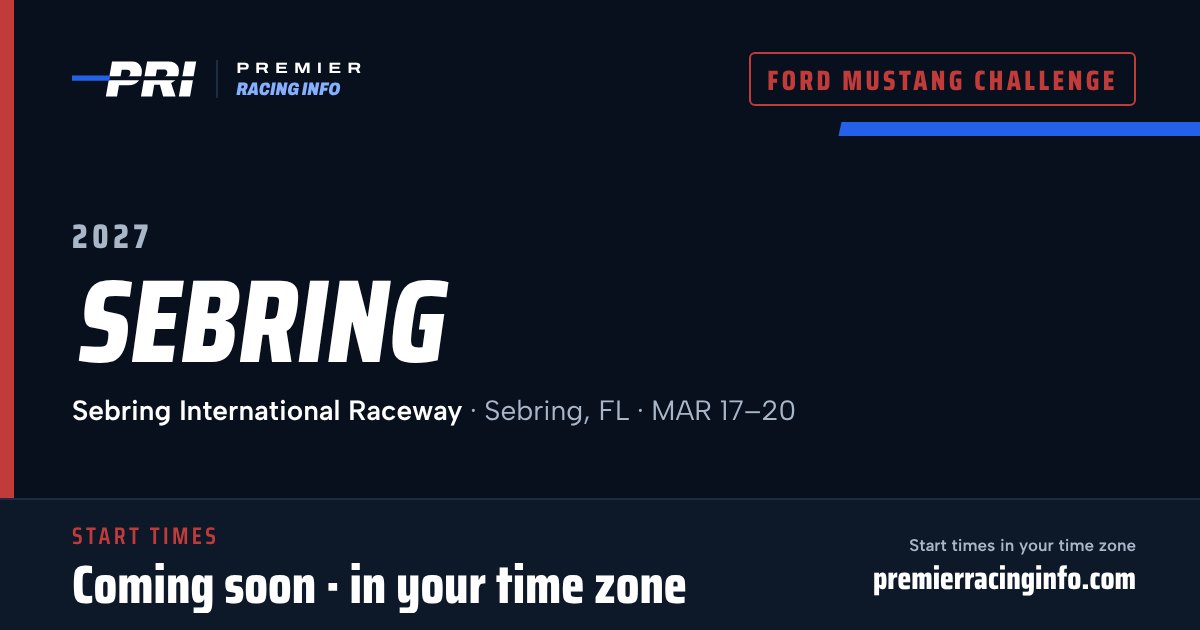 PRI PREMIER
RACING INFO
FORD MUSTANG CHALLENGE
2027
SEBRING
Sebring International Raceway · Sebring, FL · MAR 17–20
START TIMES
Coming soon · in your time zone
Start times in your time zone
premierracinginfo.com